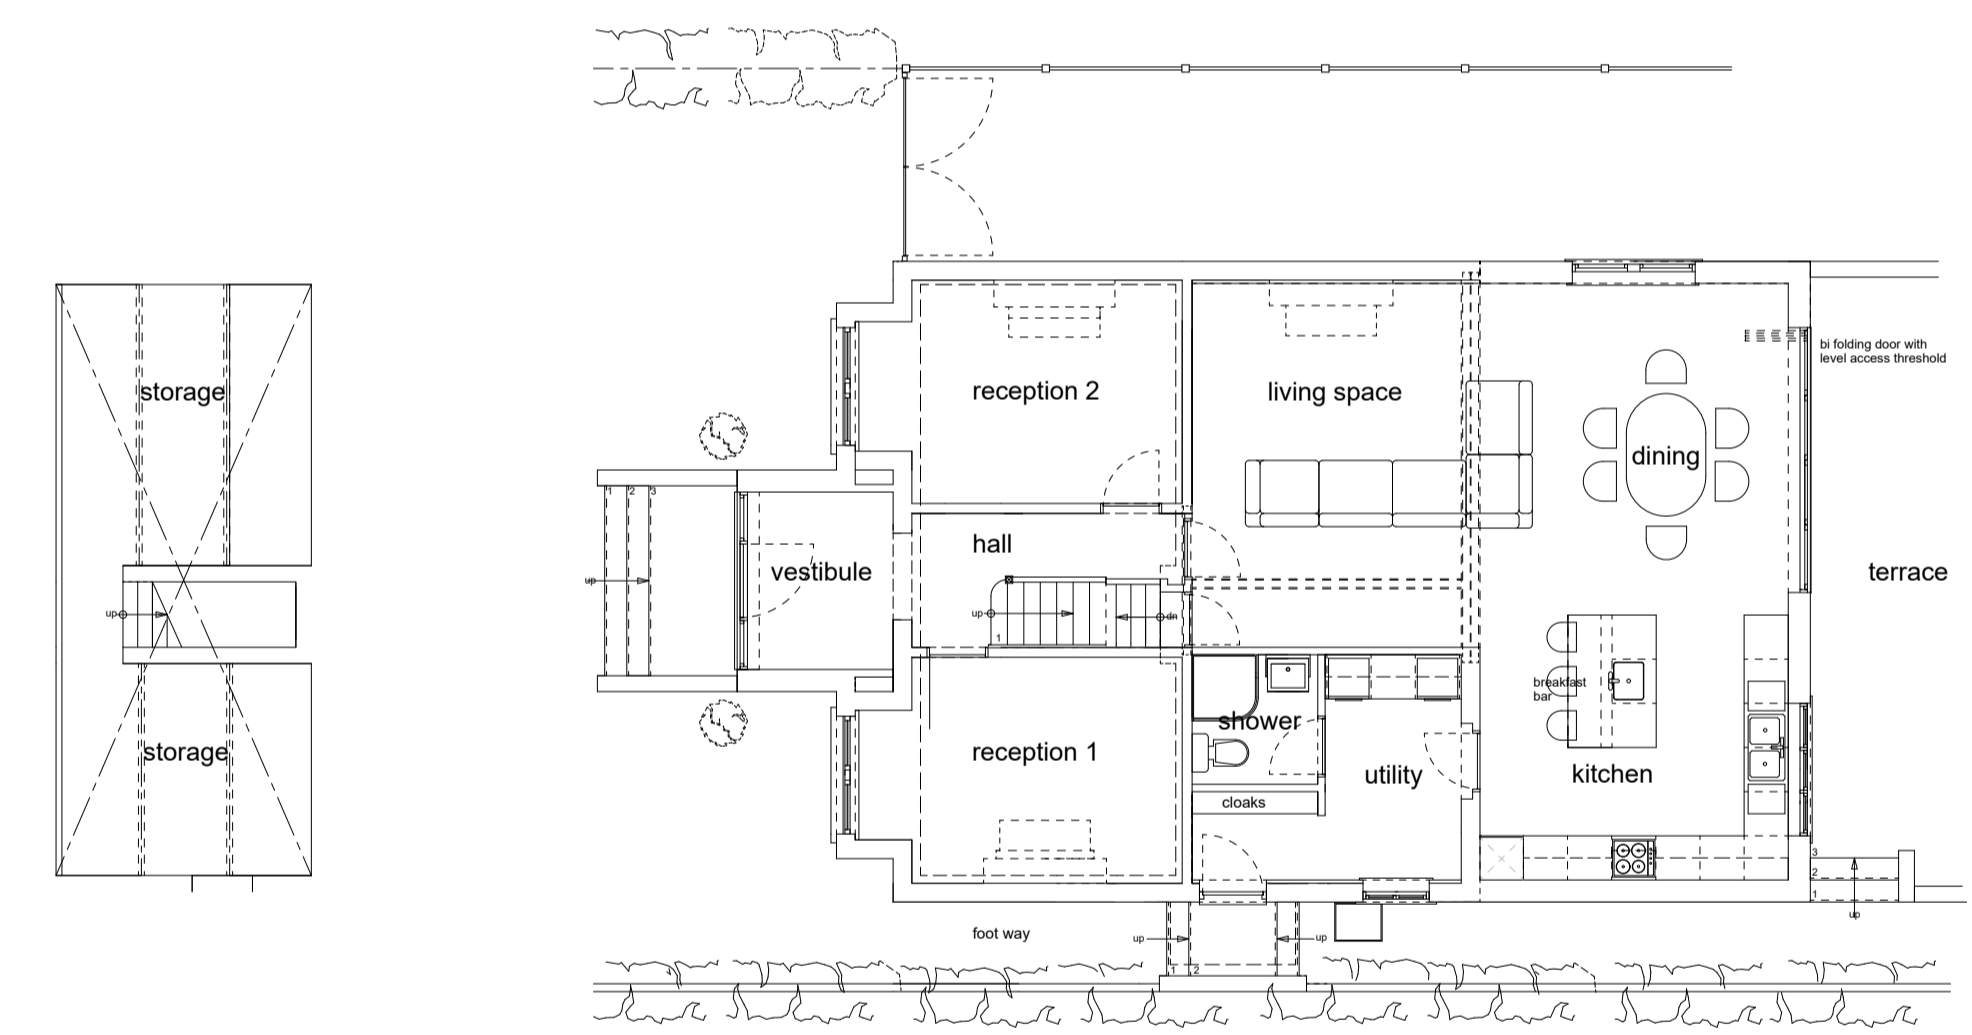 storage
up
storage
reception 2
living space
dining
bi folding door with
level access threshold
1 2 3
up
vestibule
hall
up
1
dn
terrace
reception 1
shower
cloaks
utility
breakfast
bar
kitchen
3
2
1
up
foot way
up
up
1 2